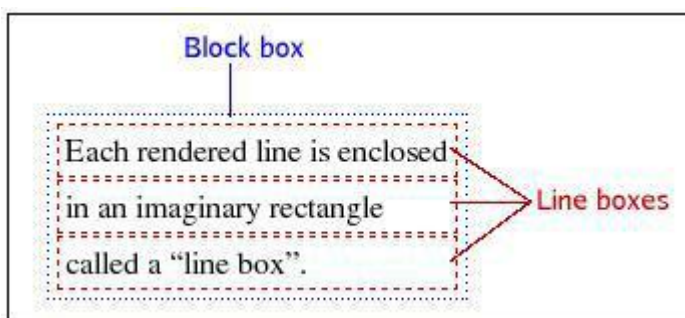 Block box
Each rendered line is enclosed
in an imaginary rectangle
Line boxes
called a “line box”.